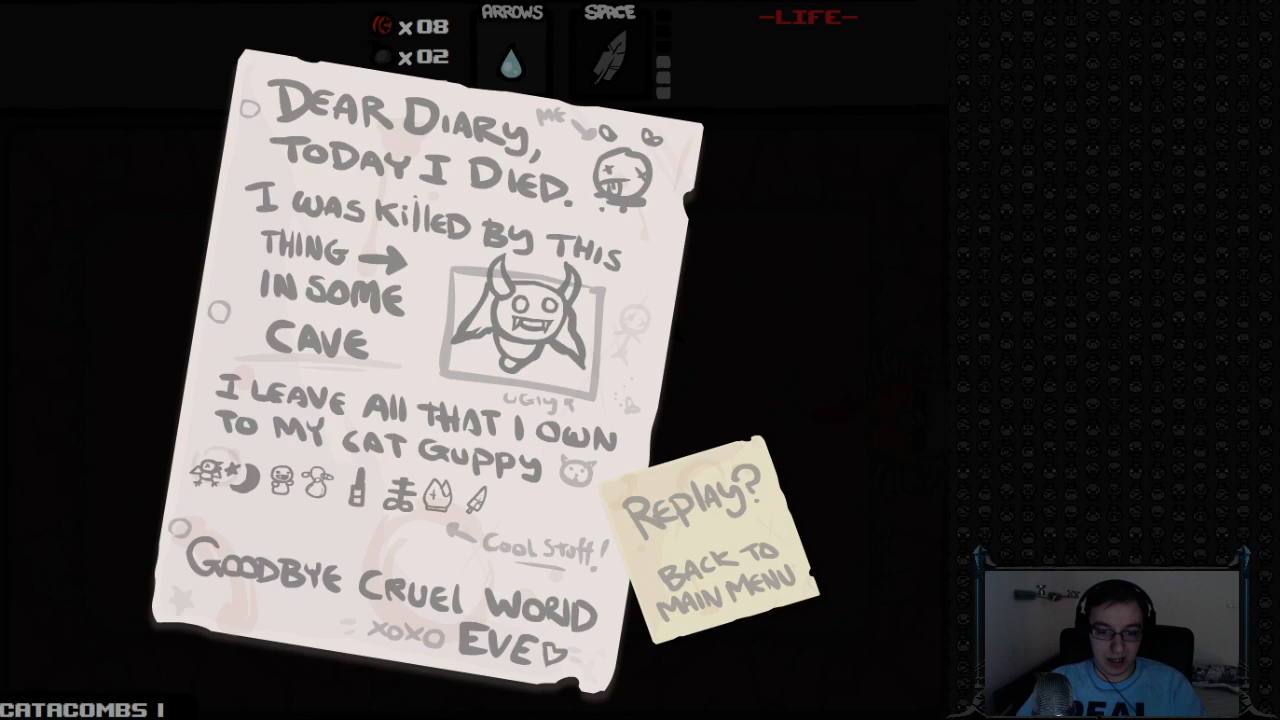 ARROWS
SPACE
-LIFE-
x08
x02
DEAR DIARY,
TODAY I DIED.
ME
I WAS KILLED BY THIS
THING
IN SOME
CAVE
UGLY
I LEAVE ALL THAT I OWN
TO MY CAT GUPPY
COOL STUFF!
GOODBYE CRUEL WORLD
XOXO EVE
REPLAY?
BACK TO
MAIN MENU
CATACOMBS I
REAL